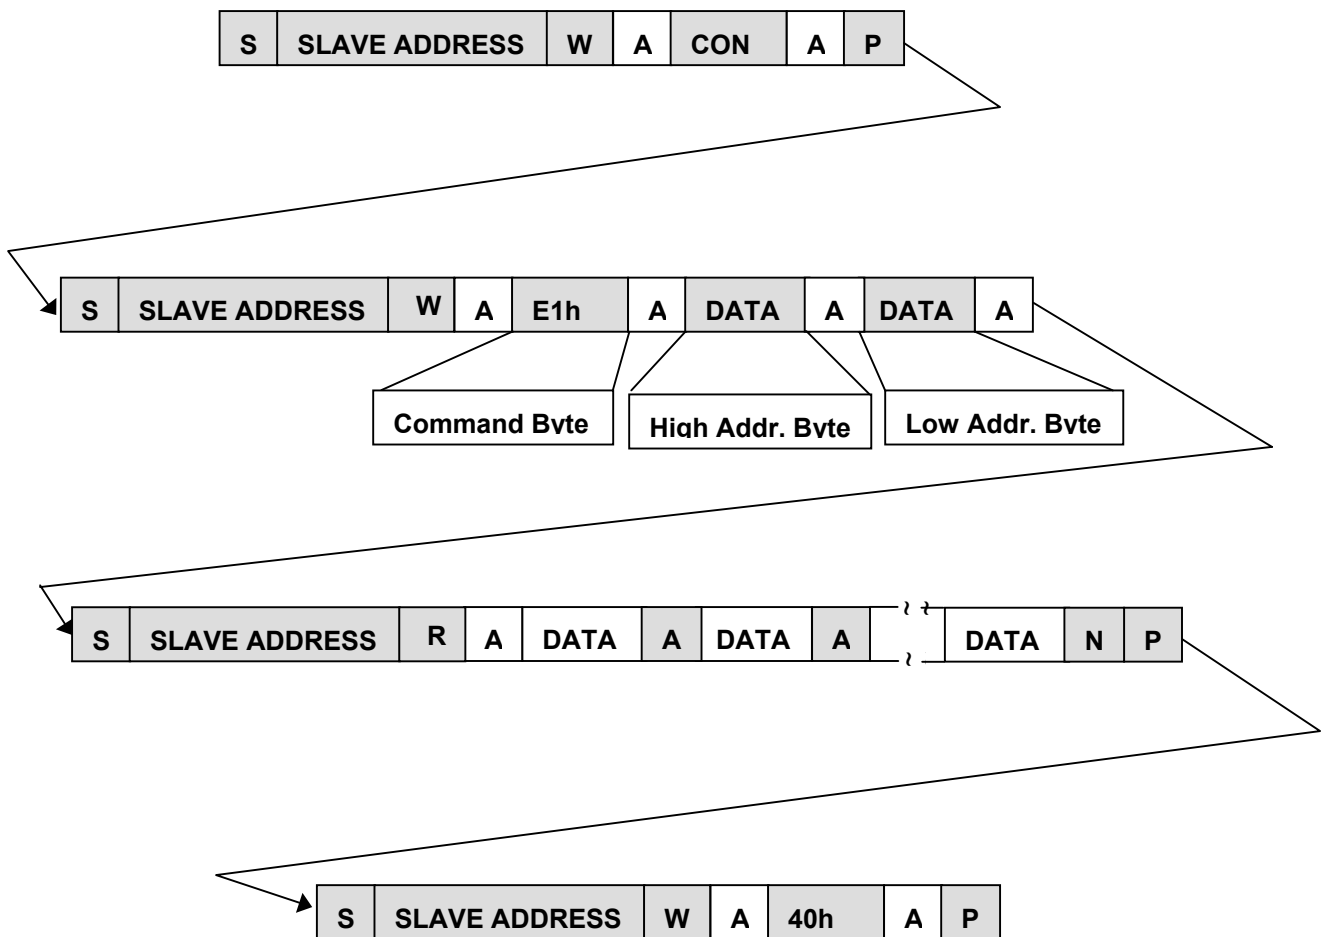 S SLAVE ADDRESS W A CON A P
S SLAVE ADDRESS W A E1h A DATA A DATA A
Command Byte High Addr. Byte Low Addr. Byte
S SLAVE ADDRESS R A DATA A DATA A ~ ~ ~ DATA N P
S SLAVE ADDRESS W A 40h A P